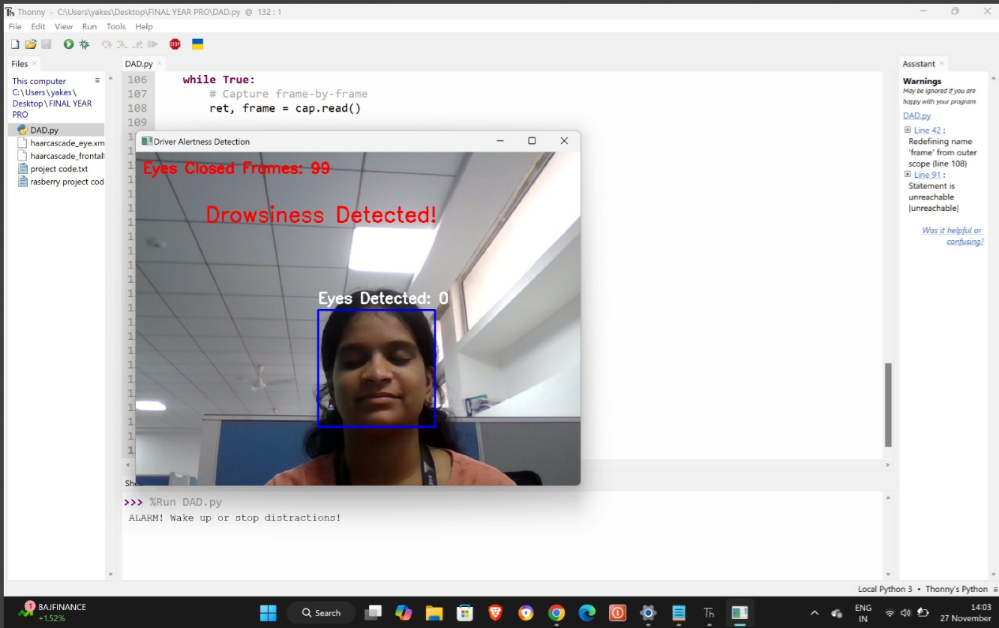 Thonny - C:\Users\yakes\Desktop\FINAL YEAR PRO\DAD.py @ 132 : 1
File Edit View Run Tools Help
STOP
Files ×
This computer
C:\Users\yakes\
Desktop\FINAL YEAR
PRO
DAD.py
haarcascade_eye.xm
haarcascade_frontalf
project code.txt
rasberry project cod
DAD.py ×
106 while True:
107 # Capture frame-by-frame
108 ret, frame = cap.read()
109
Driver Alertness Detection
Eyes Closed Frames: 99
Drowsiness Detected!
Eyes Detected: 0
>>> %Run DAD.py
ALARM! Wake up or stop distractions!
Assistant ×
Warnings
May be ignored if you are
happy with your program.
DAD.py
Line 42 :
Redefining name
'frame' from outer
scope (line 108)
Line 91 :
Statement is
unreachable
[unreachable]
Was it helpful or
confusing?
Local Python 3 • Thonny's Python ≡
1
BAJFINANCE
+1.52%
Search
Th
ENG
IN
14:03
27 November